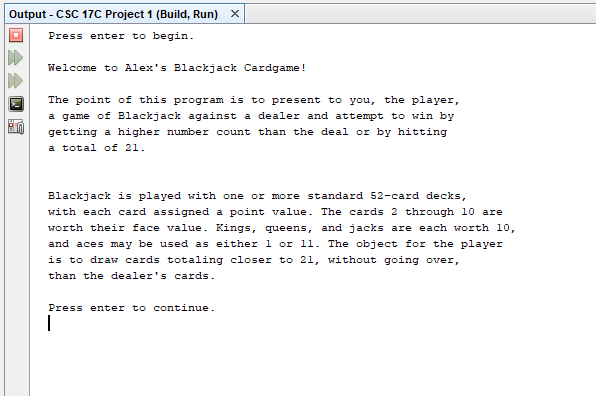 Output - CSC 17C Project 1 (Build, Run) ×
Press enter to begin.
Welcome to Alex's Blackjack Cardgame!
The point of this program is to present to you, the player,
a game of Blackjack against a dealer and attempt to win by
getting a higher number count than the deal or by hitting
a total of 21.
Blackjack is played with one or more standard 52-card decks,
with each card assigned a point value. The cards 2 through 10 are
worth their face value. Kings, queens, and jacks are each worth 10,
and aces may be used as either 1 or 11. The object for the player
is to draw cards totaling closer to 21, without going over,
than the dealer's cards.
Press enter to continue.